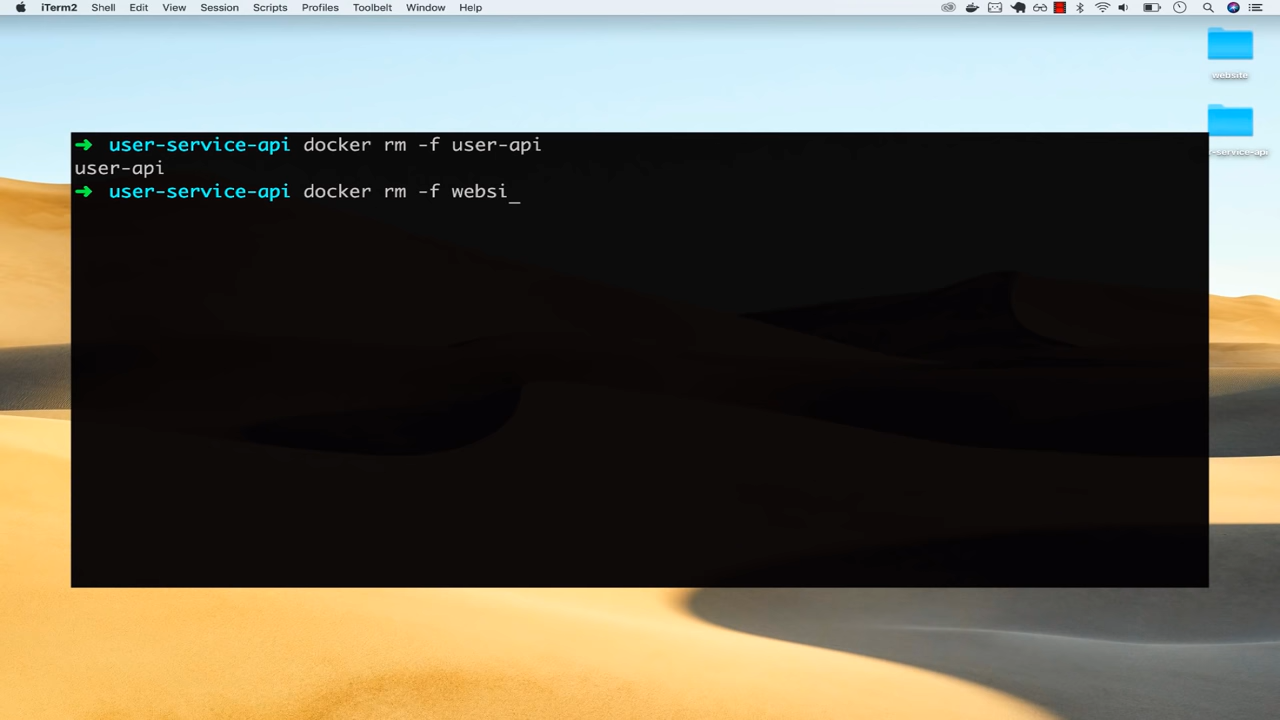 iTerm2 Shell Edit View Session Scripts Profiles Toolbelt Window Help
website
-service-api
➜ user-service-api docker rm -f user-api
user-api
➜ user-service-api docker rm -f websi_